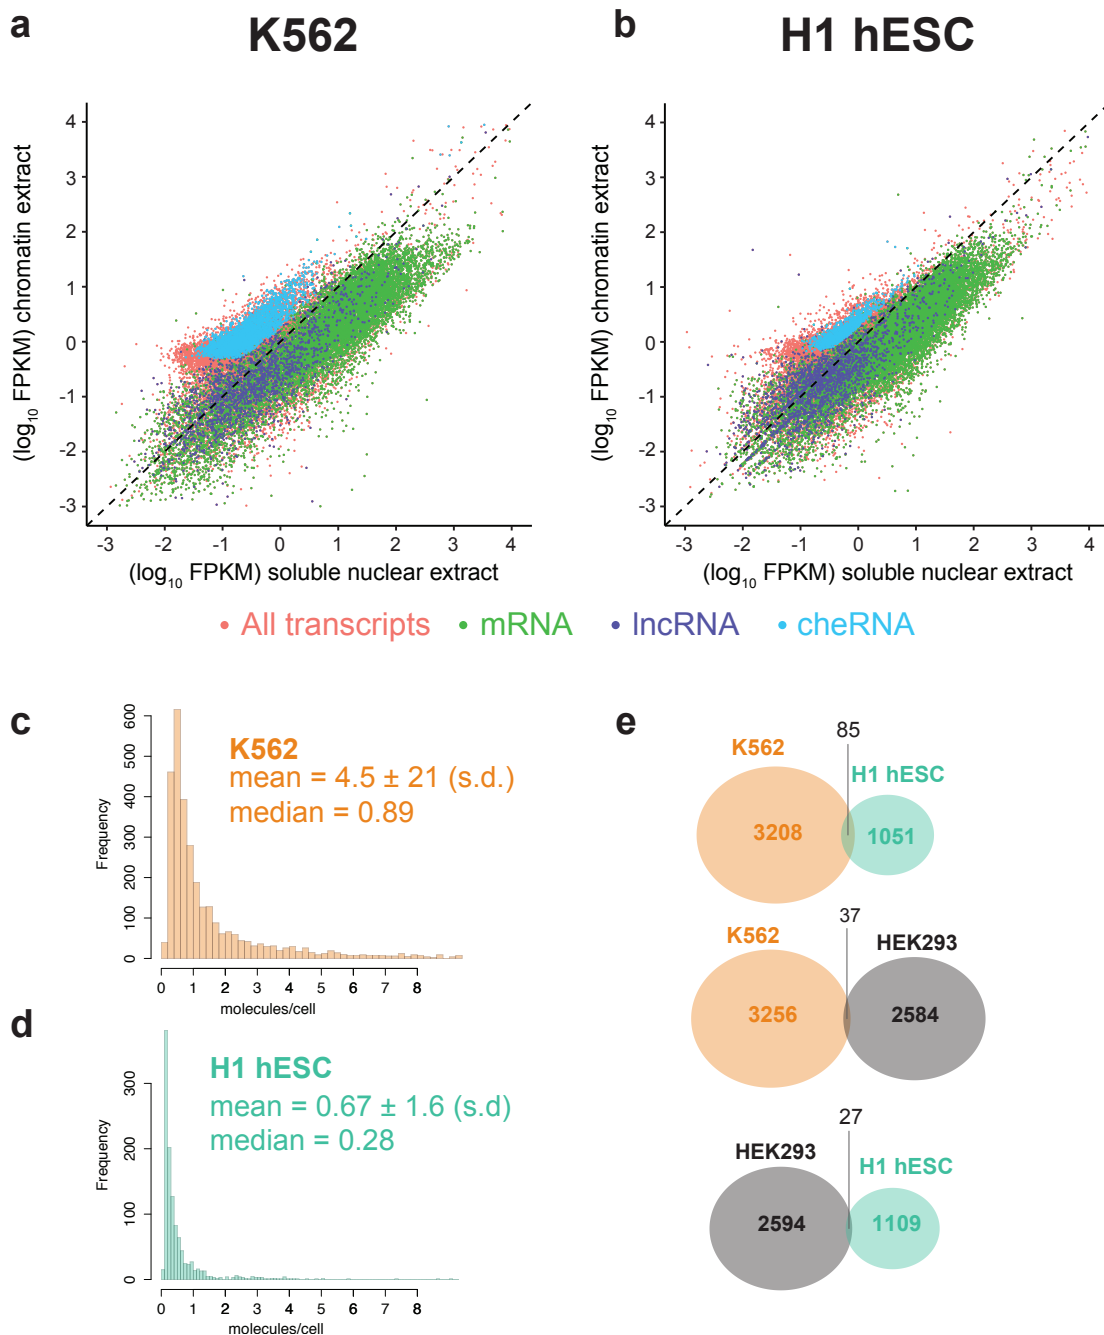 a
K562
b
H1 hESC
4
3
2
1
0
-1
-2
-3
(log10 FPKM) chromatin extract
-3 -2 -1 0 1 2 3 4
(log10 FPKM) soluble nuclear extract
4
3
2
1
0
-1
-2
-3
(log10 FPKM) chromatin extract
-3 -2 -1 0 1 2 3 4
(log10 FPKM) soluble nuclear extract
• All transcripts • mRNA • lncRNA • cheRNA
c
600
500
400
300
200
100
0
Frequency
K562
mean = 4.5 ± 21 (s.d.)
median = 0.89
0 1 2 3 4 5 6 7 8
molecules/cell
d
300
200
100
0
Frequency
H1 hESC
mean = 0.67 ± 1.6 (s.d)
median = 0.28
0 1 2 3 4 5 6 7 8
molecules/cell
e
85
K562
H1 hESC
3208
1051
37
K562
HEK293
3256
2584
27
HEK293
H1 hESC
2594
1109